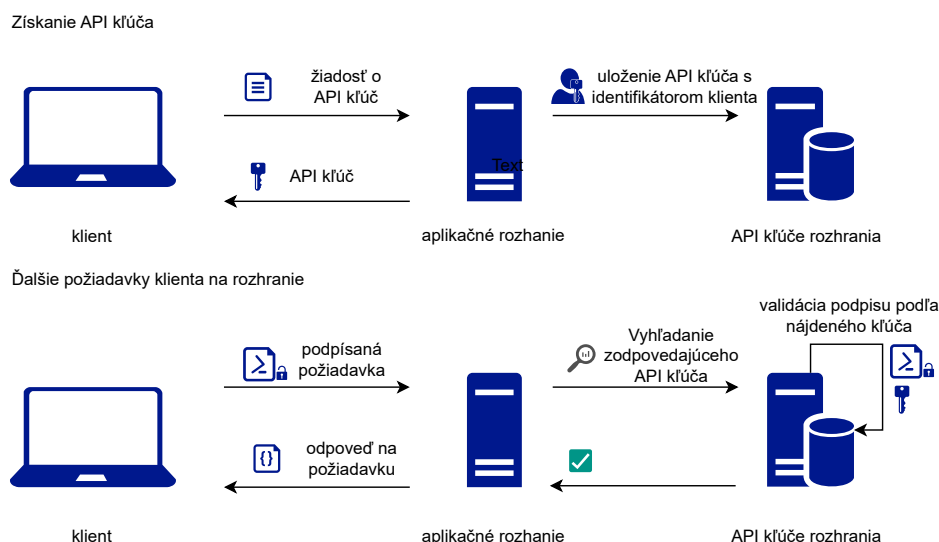 Získanie API kľúča
žiadosť o
API kľúč
uloženie API kľúča s
identifikátorom klienta
Text
API kľúč
klient
aplikačné rozhanie
API kľúče rozhrania
Ďalšie požiadavky klienta na rozhranie
validácia podpisu podľa
nájdeného kľúča
podpísaná
požiadavka
Vyhľadanie
zodpovedajúceho
API kľúča
odpoveď na
požiadavku
klient
aplikačné rozhanie
API kľúče rozhrania